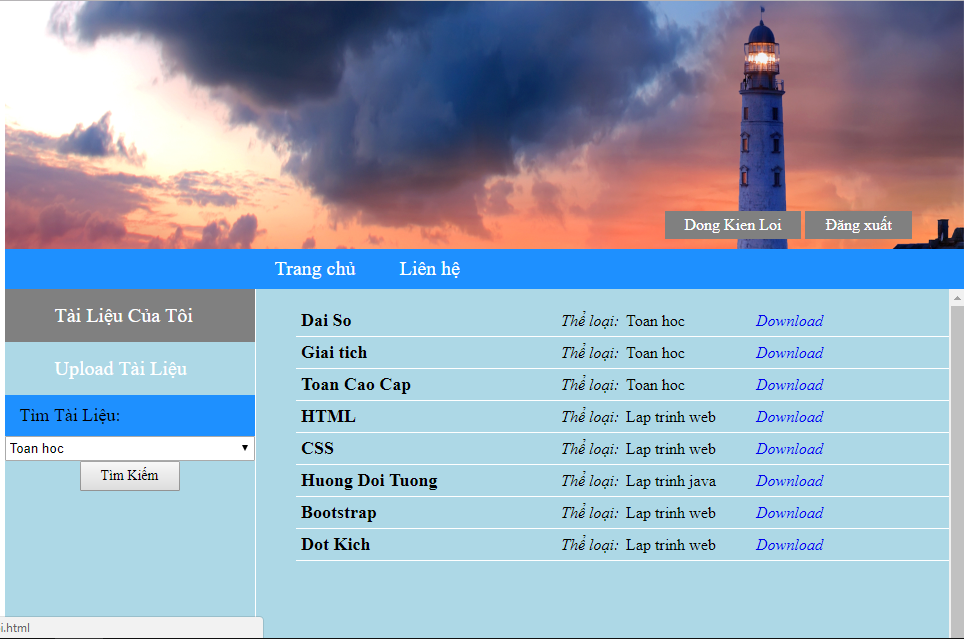 Dong Kien Loi Đăng xuất
Trang chủ Liên hệ
Tài Liệu Của Tôi
Upload Tài Liệu
Tìm Tài Liệu:
Toan hoc
Tìm Kiếm
Dai So Thể loại: Toan hoc Download
Giai tich Thể loại: Toan hoc Download
Toan Cao Cap Thể loại: Toan hoc Download
HTML Thể loại: Lap trinh web Download
CSS Thể loại: Lap trinh web Download
Huong Doi Tuong Thể loại: Lap trinh java Download
Bootstrap Thể loại: Lap trinh web Download
Dot Kich Thể loại: Lap trinh web Download
i.html